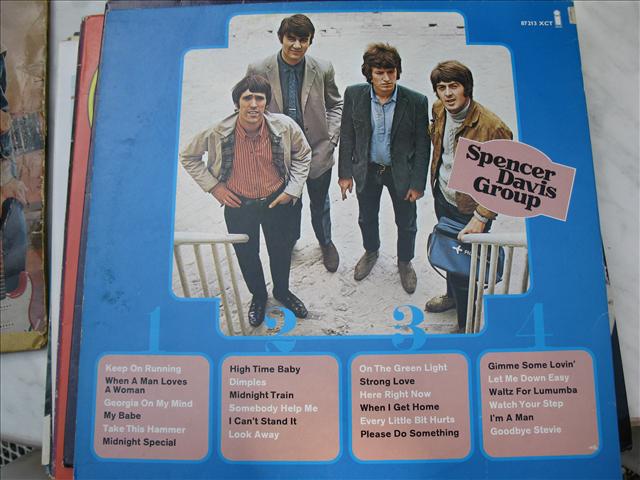 87 213 XCT
Spencer
Davis
Group
1
2
3
4
Keep On Running
When A Man Loves
A Woman
Georgia On My Mind
My Babe
Take This Hammer
Midnight Special
High Time Baby
Dimples
Midnight Train
Somebody Help Me
I Can't Stand It
Look Away
On The Green Light
Strong Love
Here Right Now
When I Get Home
Every Little Bit Hurts
Please Do Something
Gimme Some Lovin'
Let Me Down Easy
Waltz For Lumumba
Watch Your Step
I'm A Man
Goodbye Stevie